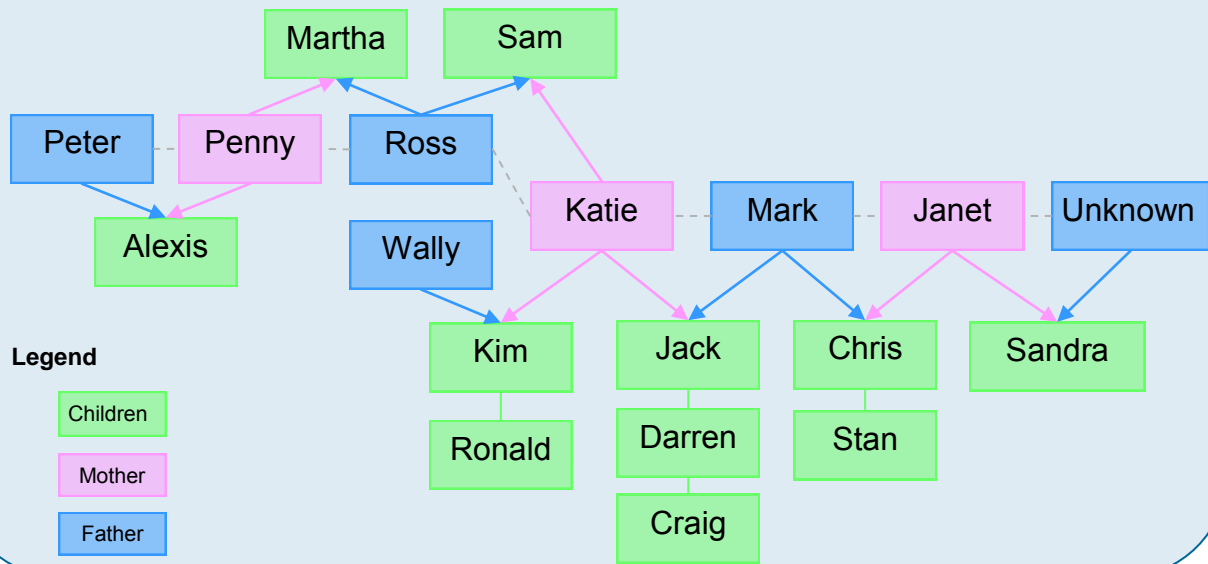 Martha
Sam
Peter
Penny
Ross
Katie
Mark
Janet
Unknown
Alexis
Wally
Kim
Jack
Chris
Sandra
Ronald
Darren
Stan
Craig
Legend
Children
Mother
Father